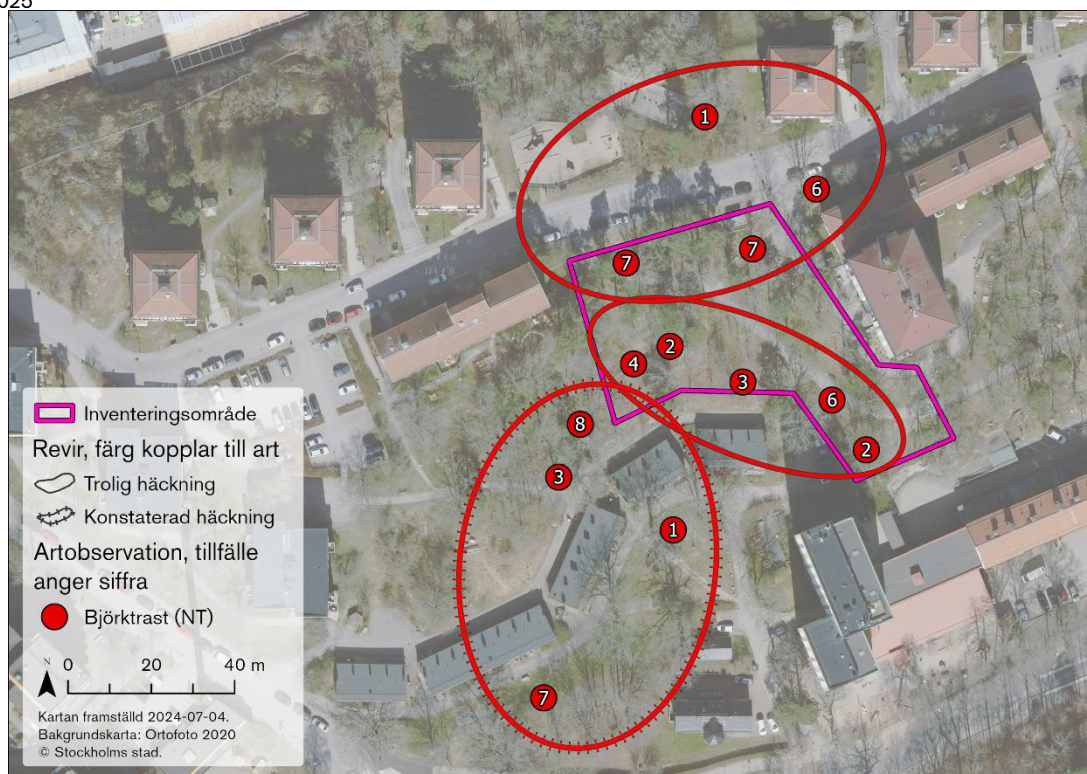 025
1
6
7
7
2
4
3
6
8
2
3
1
7
Inventeringsområde
Revir, färg kopplar till art
Trolig häckning
Konstaterad häckning
Artobservation, tillfälle
anger siffra
Björktrast (NT)
N 0 20 40 m
Kartan framställd 2024-07-04.
Bakgrundskarta: Ortofoto 2020
© Stockholms stad.